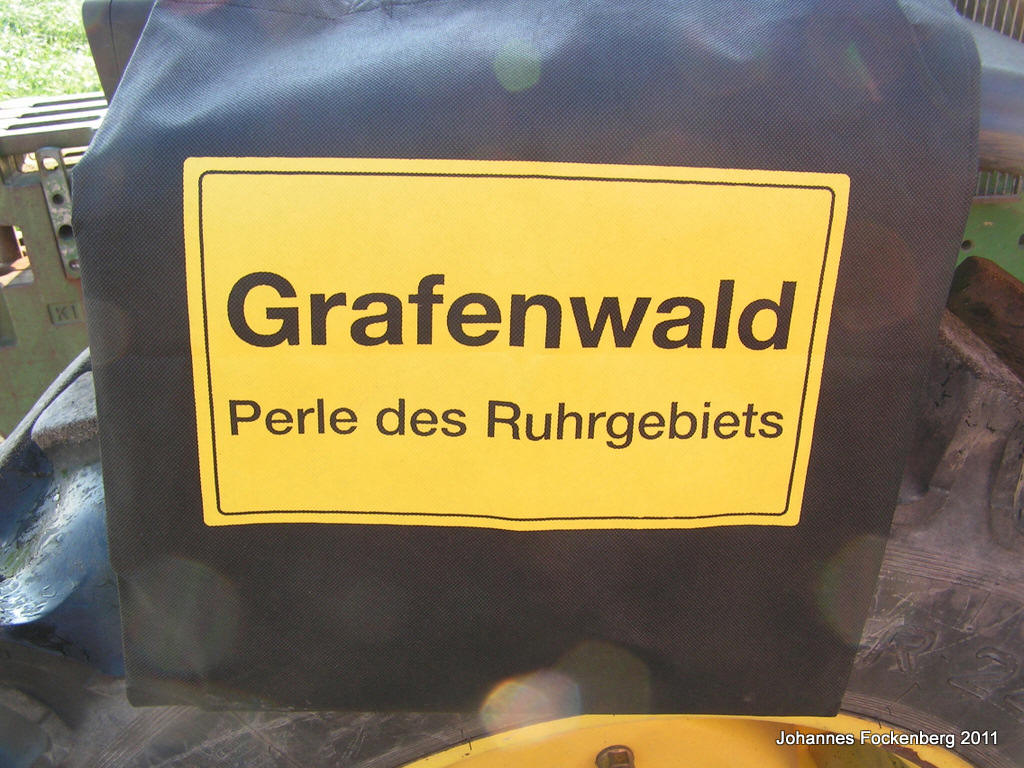 Grafenwald
Perle des Ruhrgebiets
Johannes Fockenberg 2011